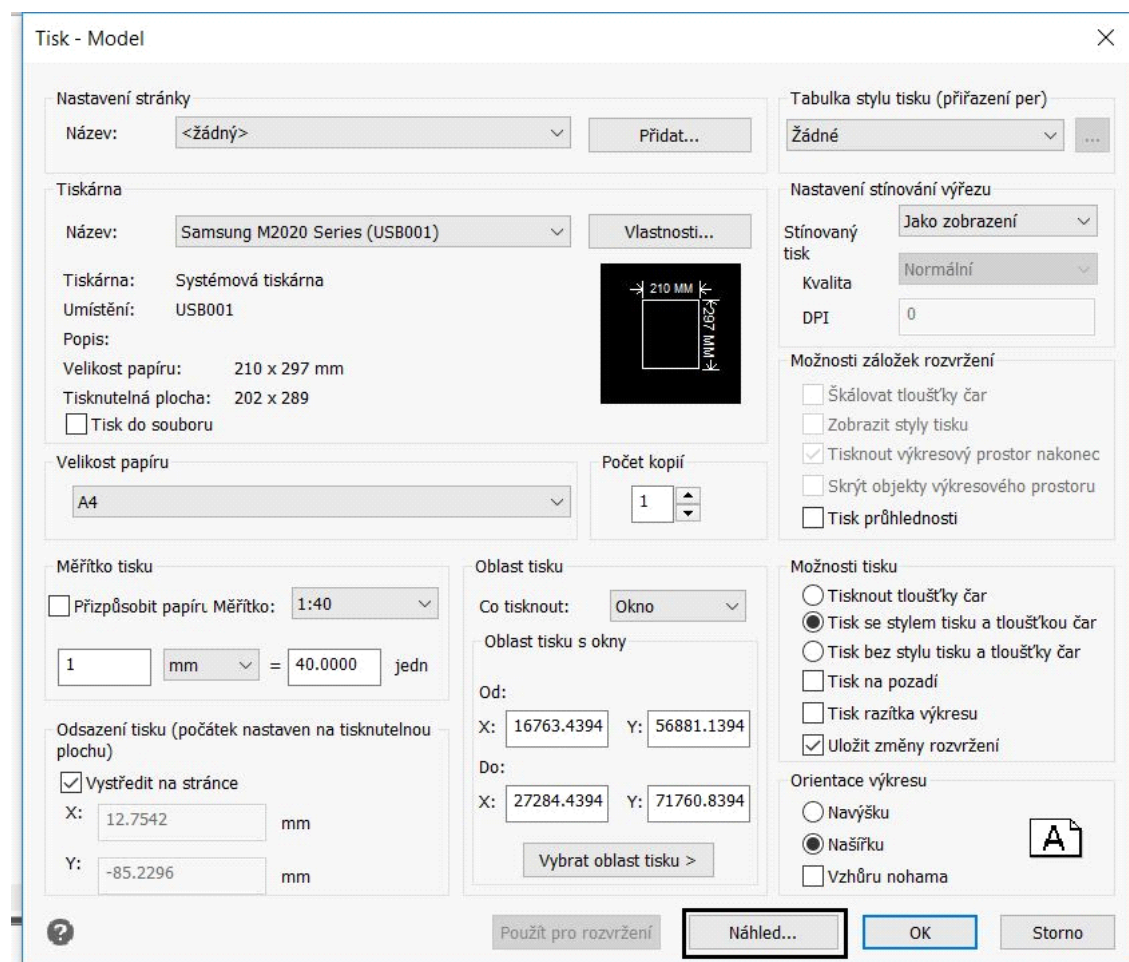 Tisk - Model
Nastavení stránky
Název: <žádný> Přidat...
Tabulka stylu tisku (přiřazení per)
Žádné ...
Tiskárna
Název: Samsung M2020 Series (USB001) Vlastnosti...
Tiskárna: Systémová tiskárna
Umístění: USB001
Popis:
Velikost papíru: 210 x 297 mm
Tisknutelná plocha: 202 x 289
Tisk do souboru
210 MM
297 MM
Nastavení stínování výřezu
Stínovaný tisk Jako zobrazení
Kvalita Normální
DPI 0
Velikost papíru
A4
Počet kopií
1
Možnosti záložek rozvržení
Škálovat tloušťky čar
Zobrazit styly tisku
Tisknout výkresový prostor nakonec
Skrýt objekty výkresového prostoru
Tisk průhlednosti
Měřítko tisku
Přizpůsobit papíru Měřítko: 1:40
1 mm = 40.0000 jedn
Odsazení tisku (počátek nastaven na tisknutelnou
plochu)
Vystředit na stránce
X: 12.7542 mm
Y: -85.2296 mm
Oblast tisku
Co tisknout: Okno
Oblast tisku s okny
Od:
X: 16763.4394 Y: 56881.1394
Do:
X: 27284.4394 Y: 71760.8394
Vybrat oblast tisku >
Možnosti tisku
Tisknout tloušťky čar
Tisk se stylem tisku a tloušťkou čar
Tisk bez stylu tisku a tloušťky čar
Tisk na pozadí
Tisk razítka výkresu
Uložit změny rozvržení
Orientace výkresu
Navýšku
Našířku
Vzhůru nohama
A
? Použít pro rozvržení Náhled... OK Storno